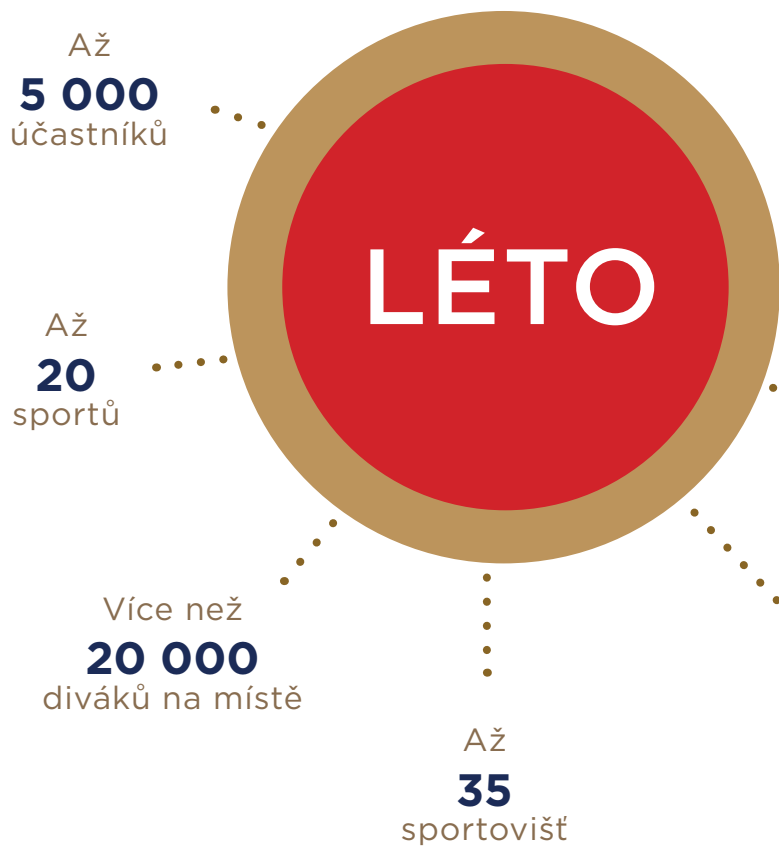 Až
5 000
účastníků
LÉTO
Až
20
sportů
Více než
20 000
diváků na místě
Až
35
sportovišť